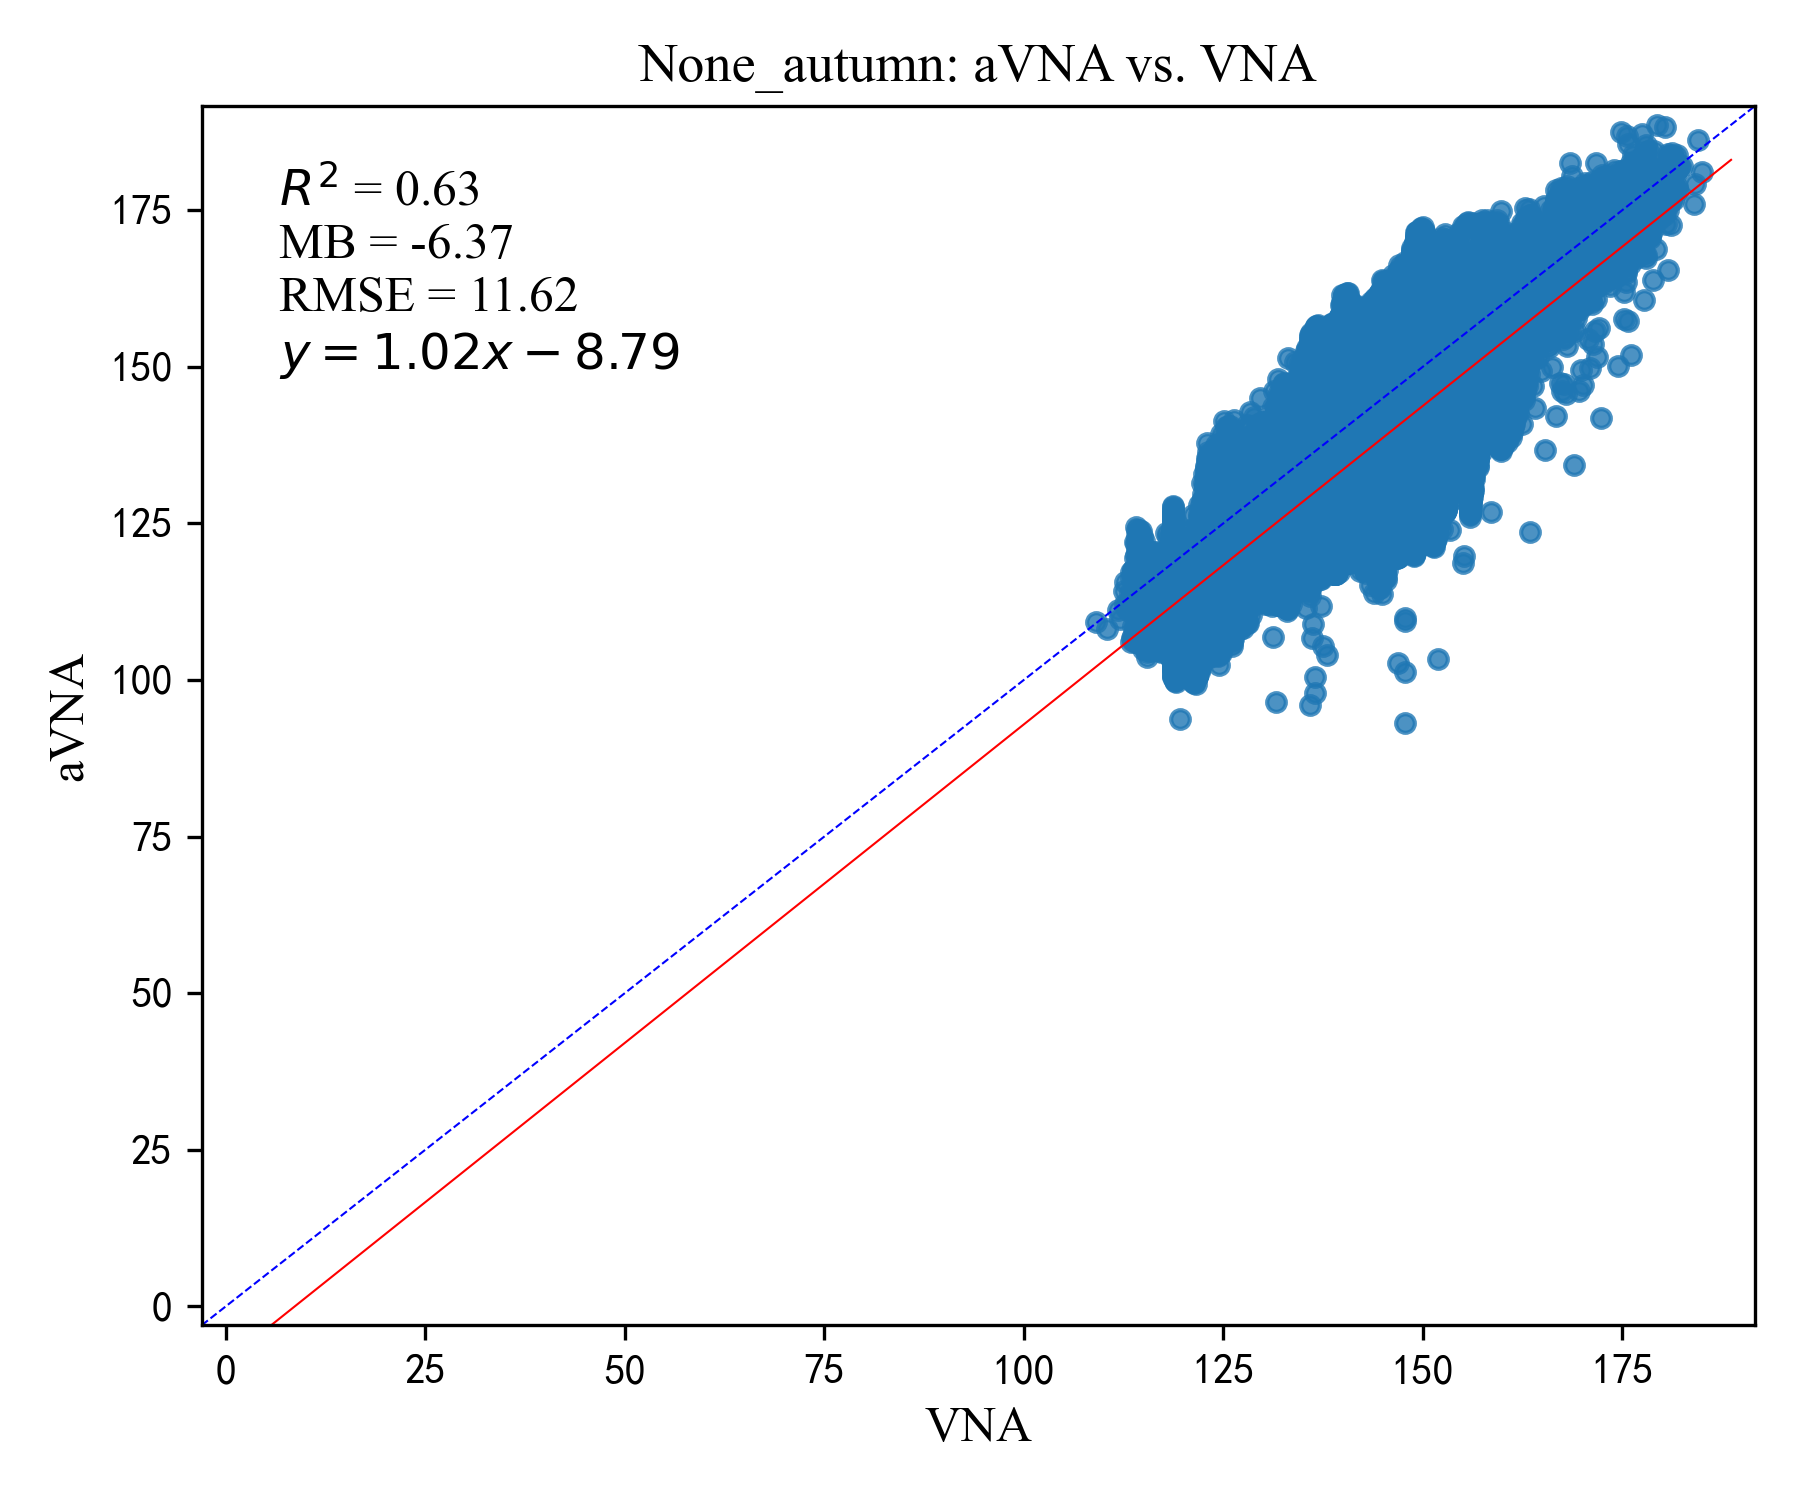 None_autumn: aVNA vs. VNA
R² = 0.63
MB = -6.37
RMSE = 11.62
y = 1.02x − 8.79
175
150
125
100
75
50
25
0
aVNA
0 25 50 75 100 125 150 175
VNA